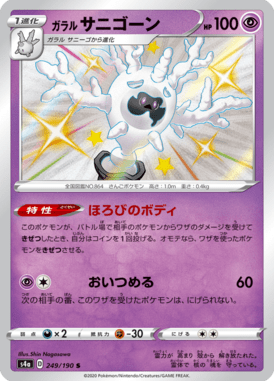 1進化 ガラル サニゴーン HP 100
ガラル サニーゴから進化
全国図鑑NO.864 さんごポケモン 高さ：1.0m 重さ：0.4kg
特性 ほろびのボディ
このポケモンが、バトル場で相手のポケモンからワザのダメージを受けて
きぜつしたとき、自分はコインを1回投げる。オモテなら、ワザを使ったポケ
モンをきぜつさせる。
おいつめる 60
次の相手の番、このワザを受けたポケモンは、にげられない。
弱点 ×2 抵抗力 -30 にげる
Illus. Shin Nagasawa
s4a D 249/190 S
©2020 Pokémon/Nintendo/Creatures/GAME FREAK.